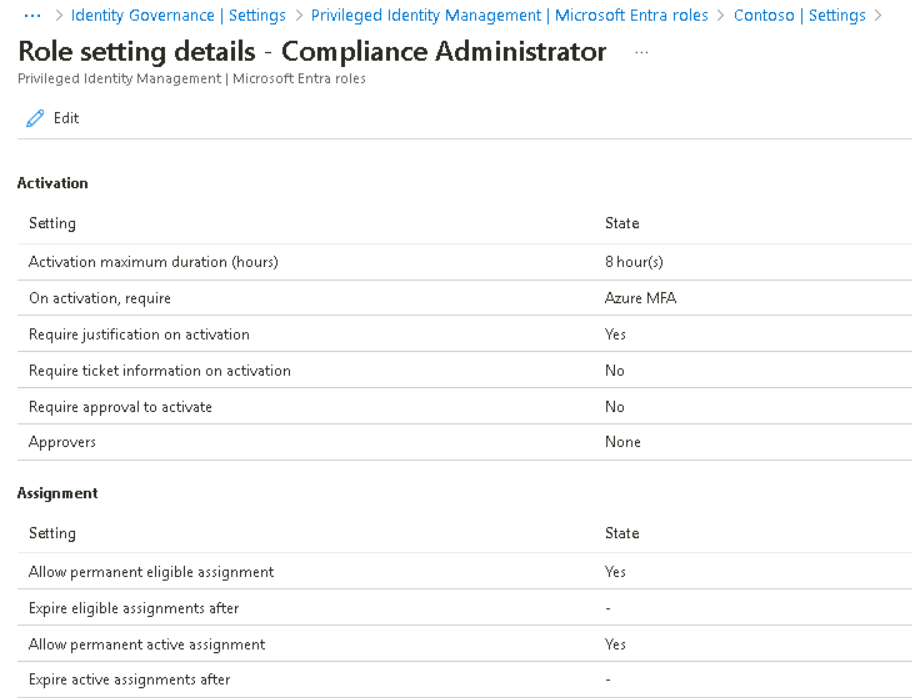 ... > Identity Governance | Settings > Privileged Identity Management | Microsoft Entra roles > Contoso | Settings >
Role setting details - Compliance Administrator ...
Privileged Identity Management | Microsoft Entra roles
Edit
Activation
Setting State
Activation maximum duration (hours) 8 hour(s)
On activation, require Azure MFA
Require justification on activation Yes
Require ticket information on activation No
Require approval to activate No
Approvers None
Assignment
Setting State
Allow permanent eligible assignment Yes
Expire eligible assignments after -
Allow permanent active assignment Yes
Expire active assignments after -